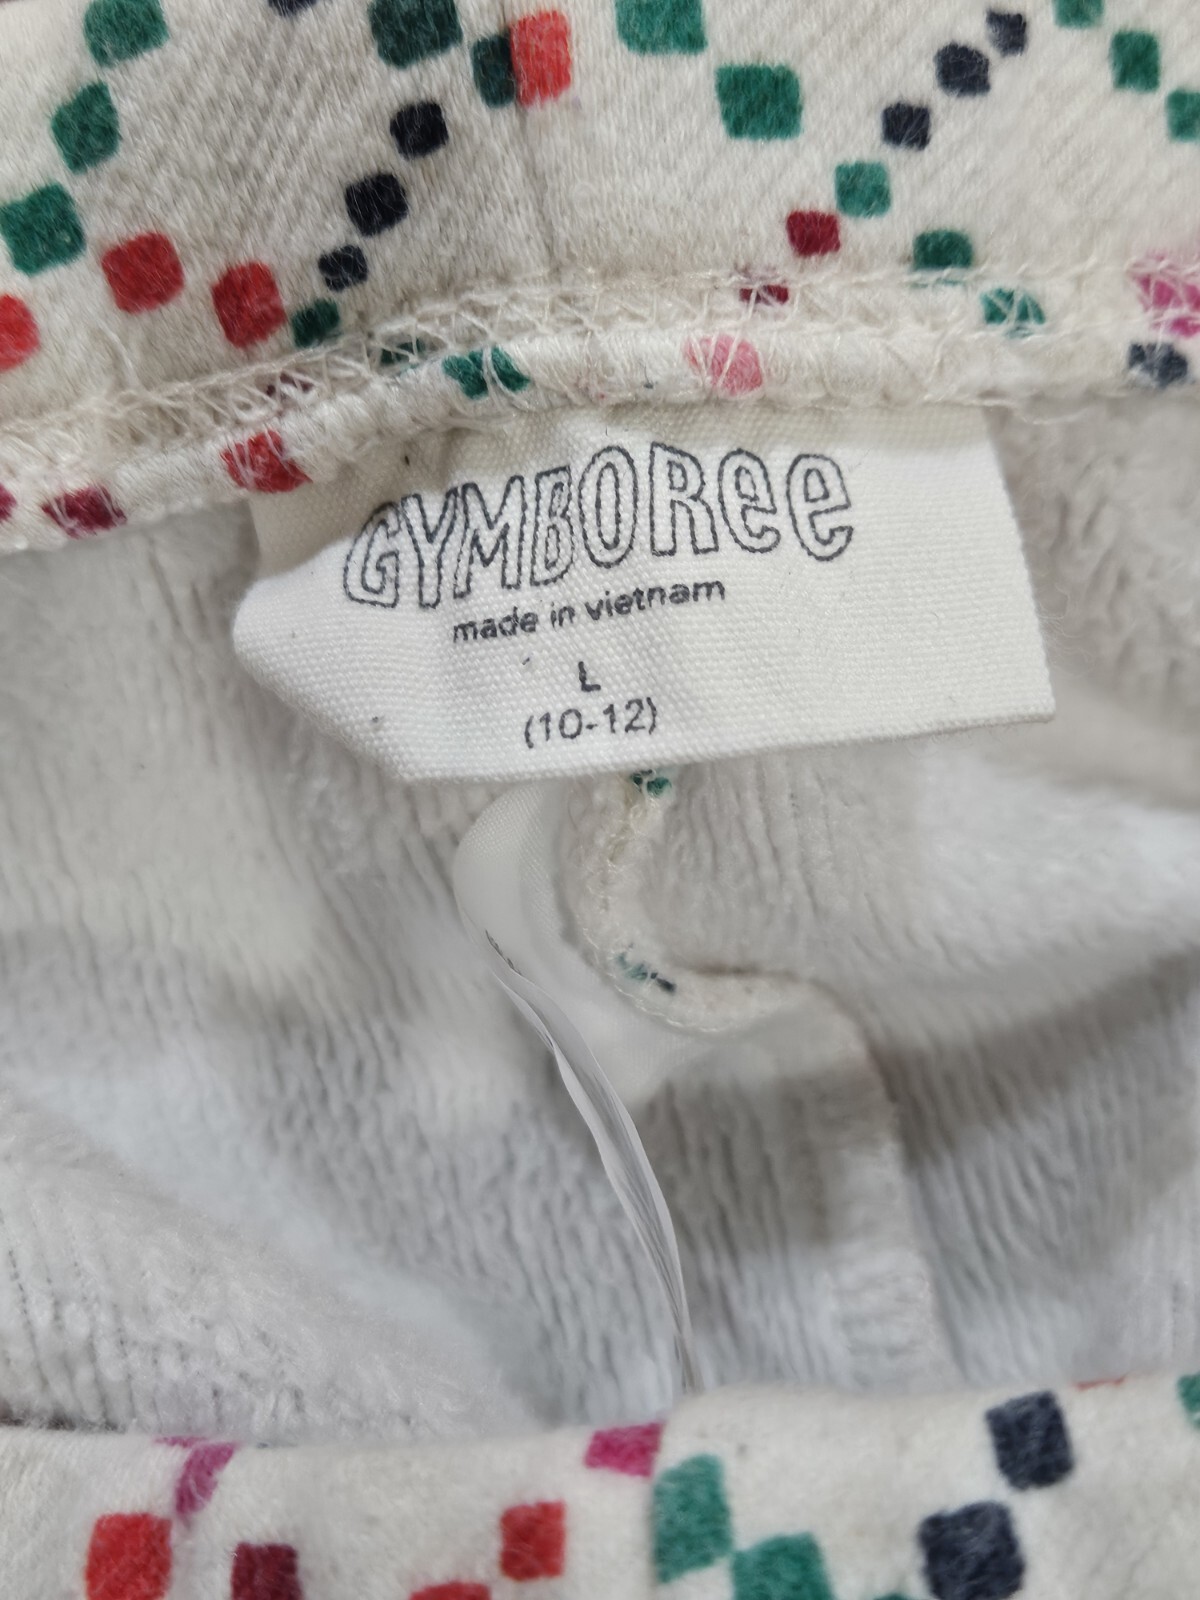 GYMBOREE
made in vietnam
L
(10-12)